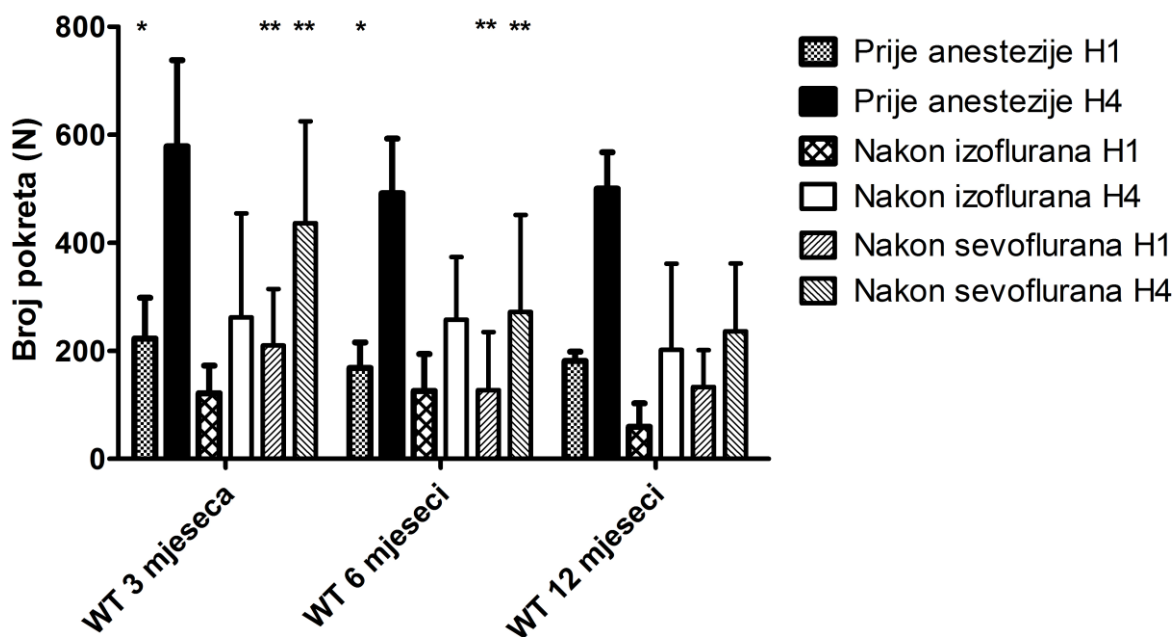 800
600
400
200
0
Broj pokreta (N)
* ** ** * ** **
WT 3 mjeseca
WT 6 mjeseci
WT 12 mjeseci
Prije anestezije H1
Prije anestezije H4
Nakon izoflurana H1
Nakon izoflurana H4
Nakon sevoflurana H1
Nakon sevoflurana H4